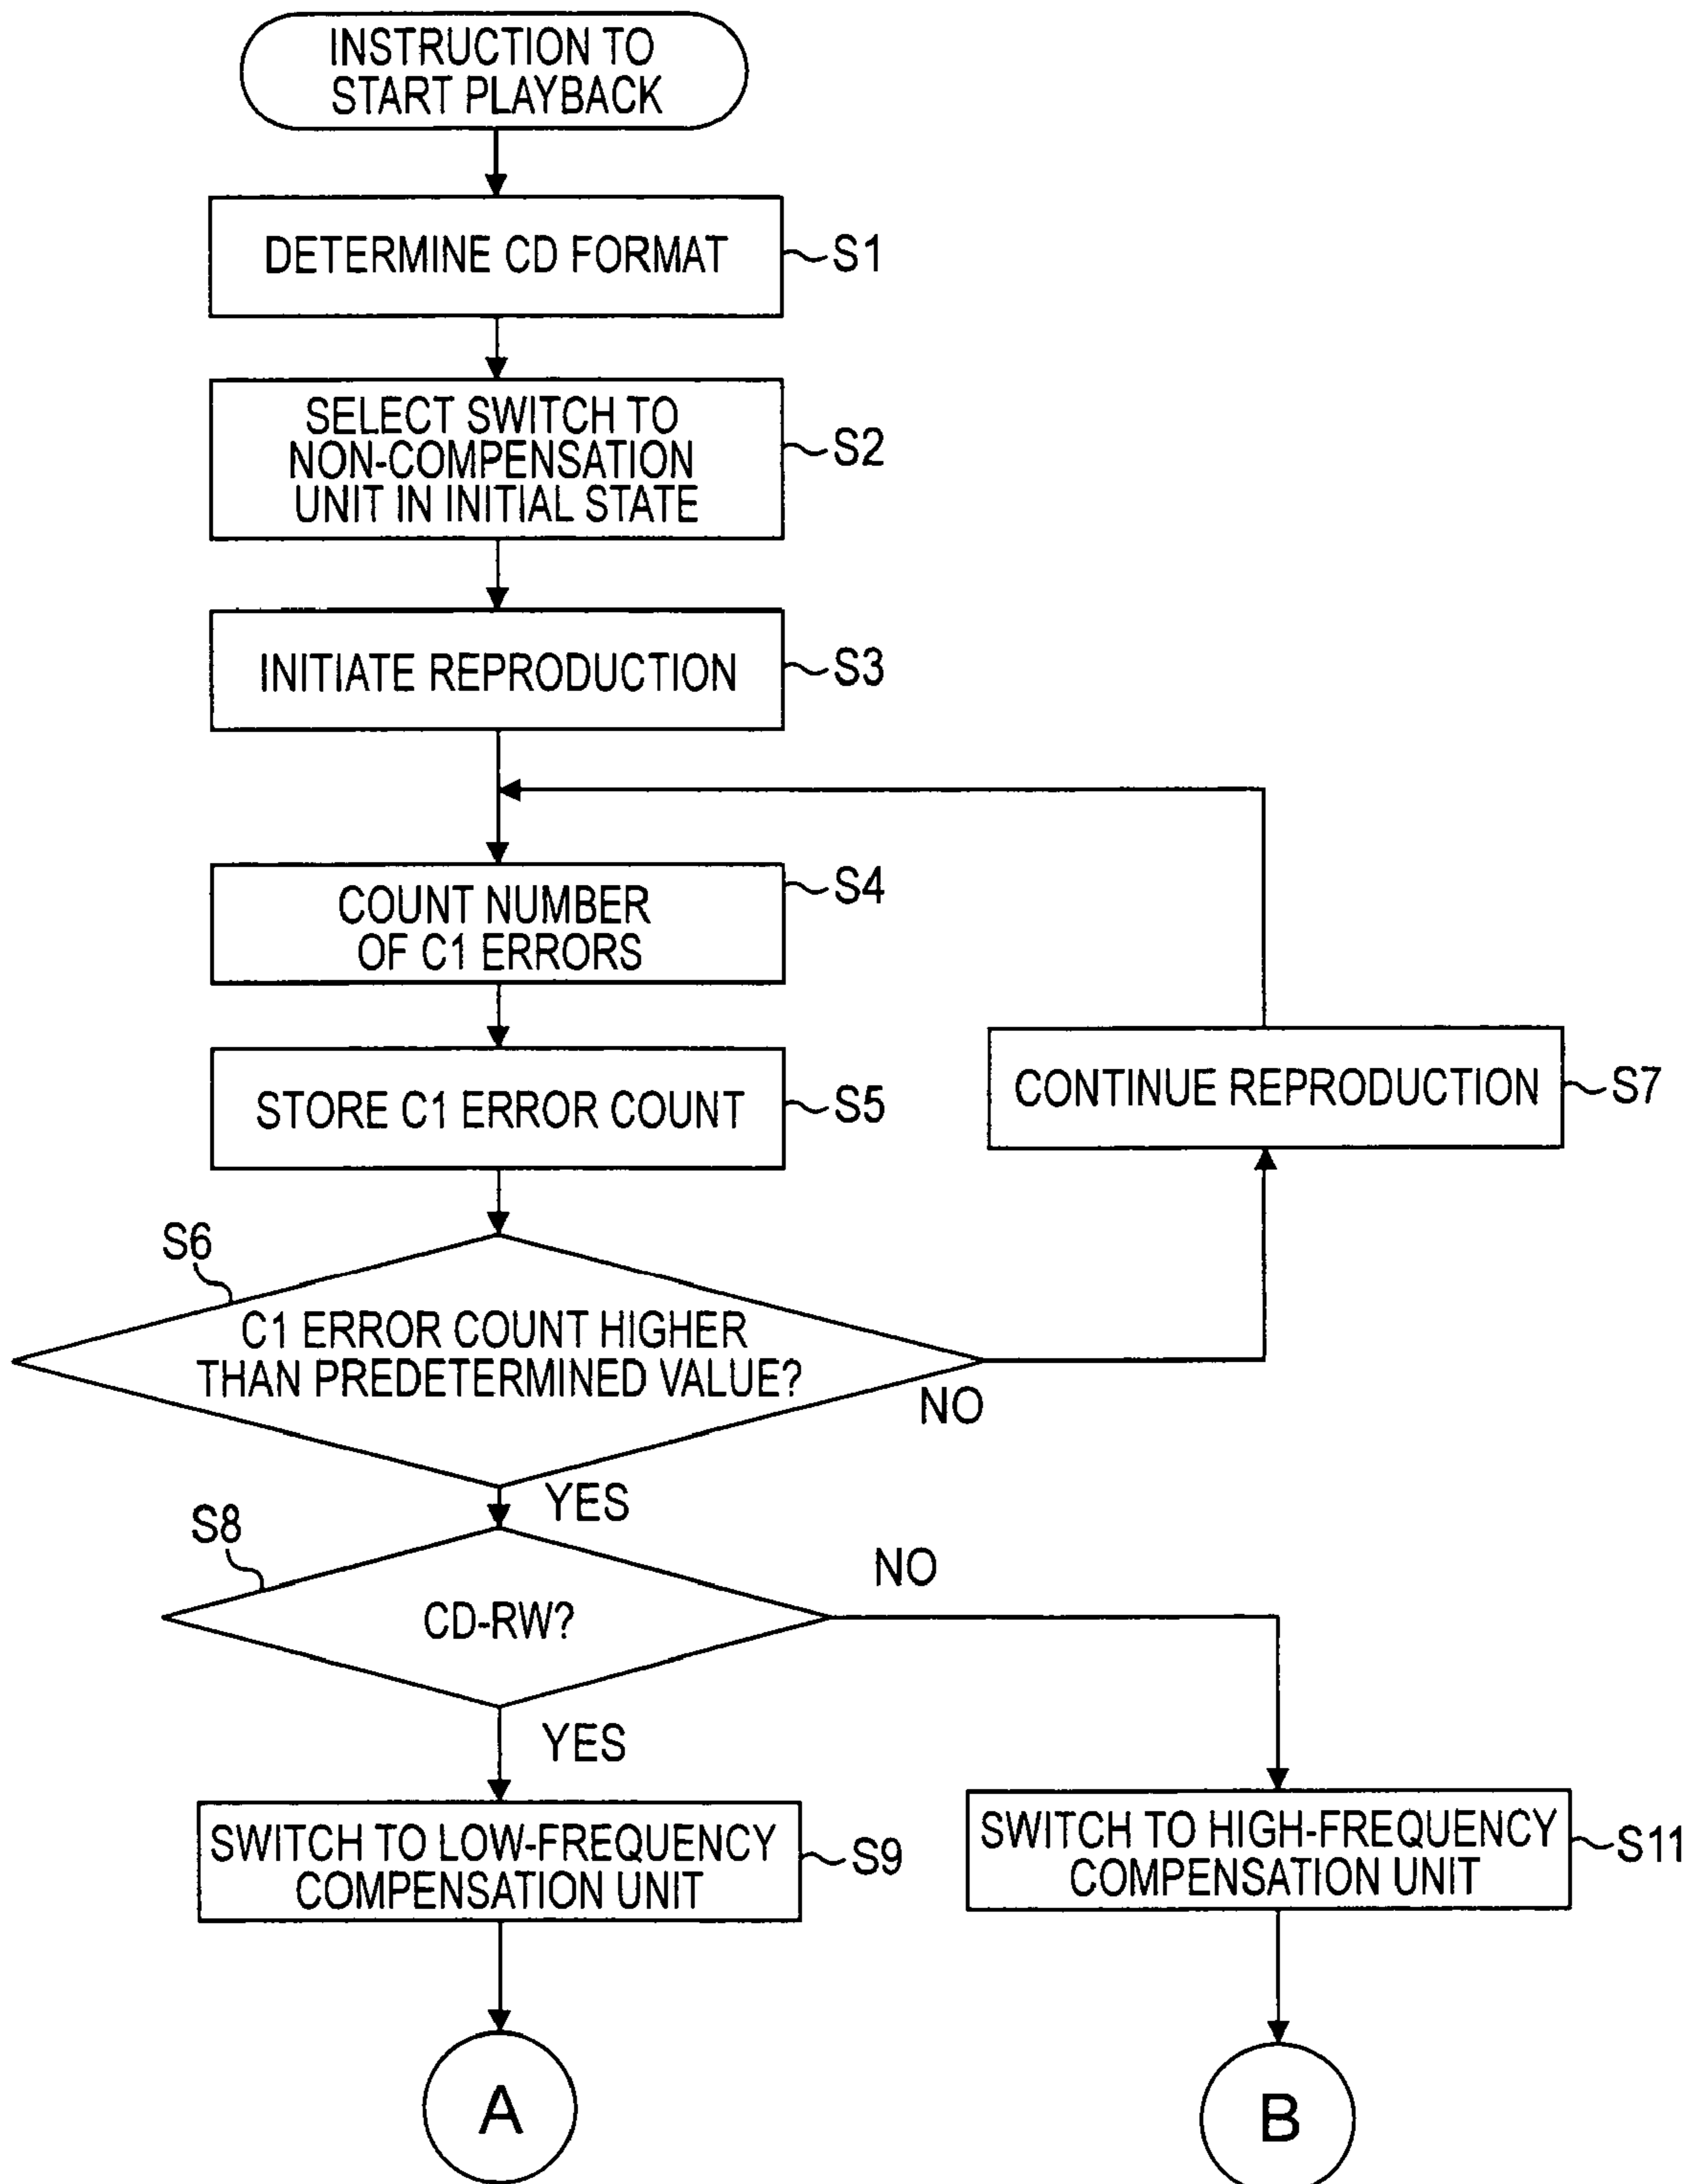 INSTRUCTION TO
START PLAYBACK
DETERMINE CD FORMAT
S1
SELECT SWITCH TO
NON-COMPENSATION
UNIT IN INITIAL STATE
S2
INITIATE REPRODUCTION
S3
COUNT NUMBER
OF C1 ERRORS
S4
STORE C1 ERROR COUNT
S5
CONTINUE REPRODUCTION
S7
S6
C1 ERROR COUNT HIGHER
THAN PREDETERMINED VALUE?
NO
YES
S8
CD-RW?
NO
YES
SWITCH TO LOW-FREQUENCY
COMPENSATION UNIT
S9
SWITCH TO HIGH-FREQUENCY
COMPENSATION UNIT
S11
A
B